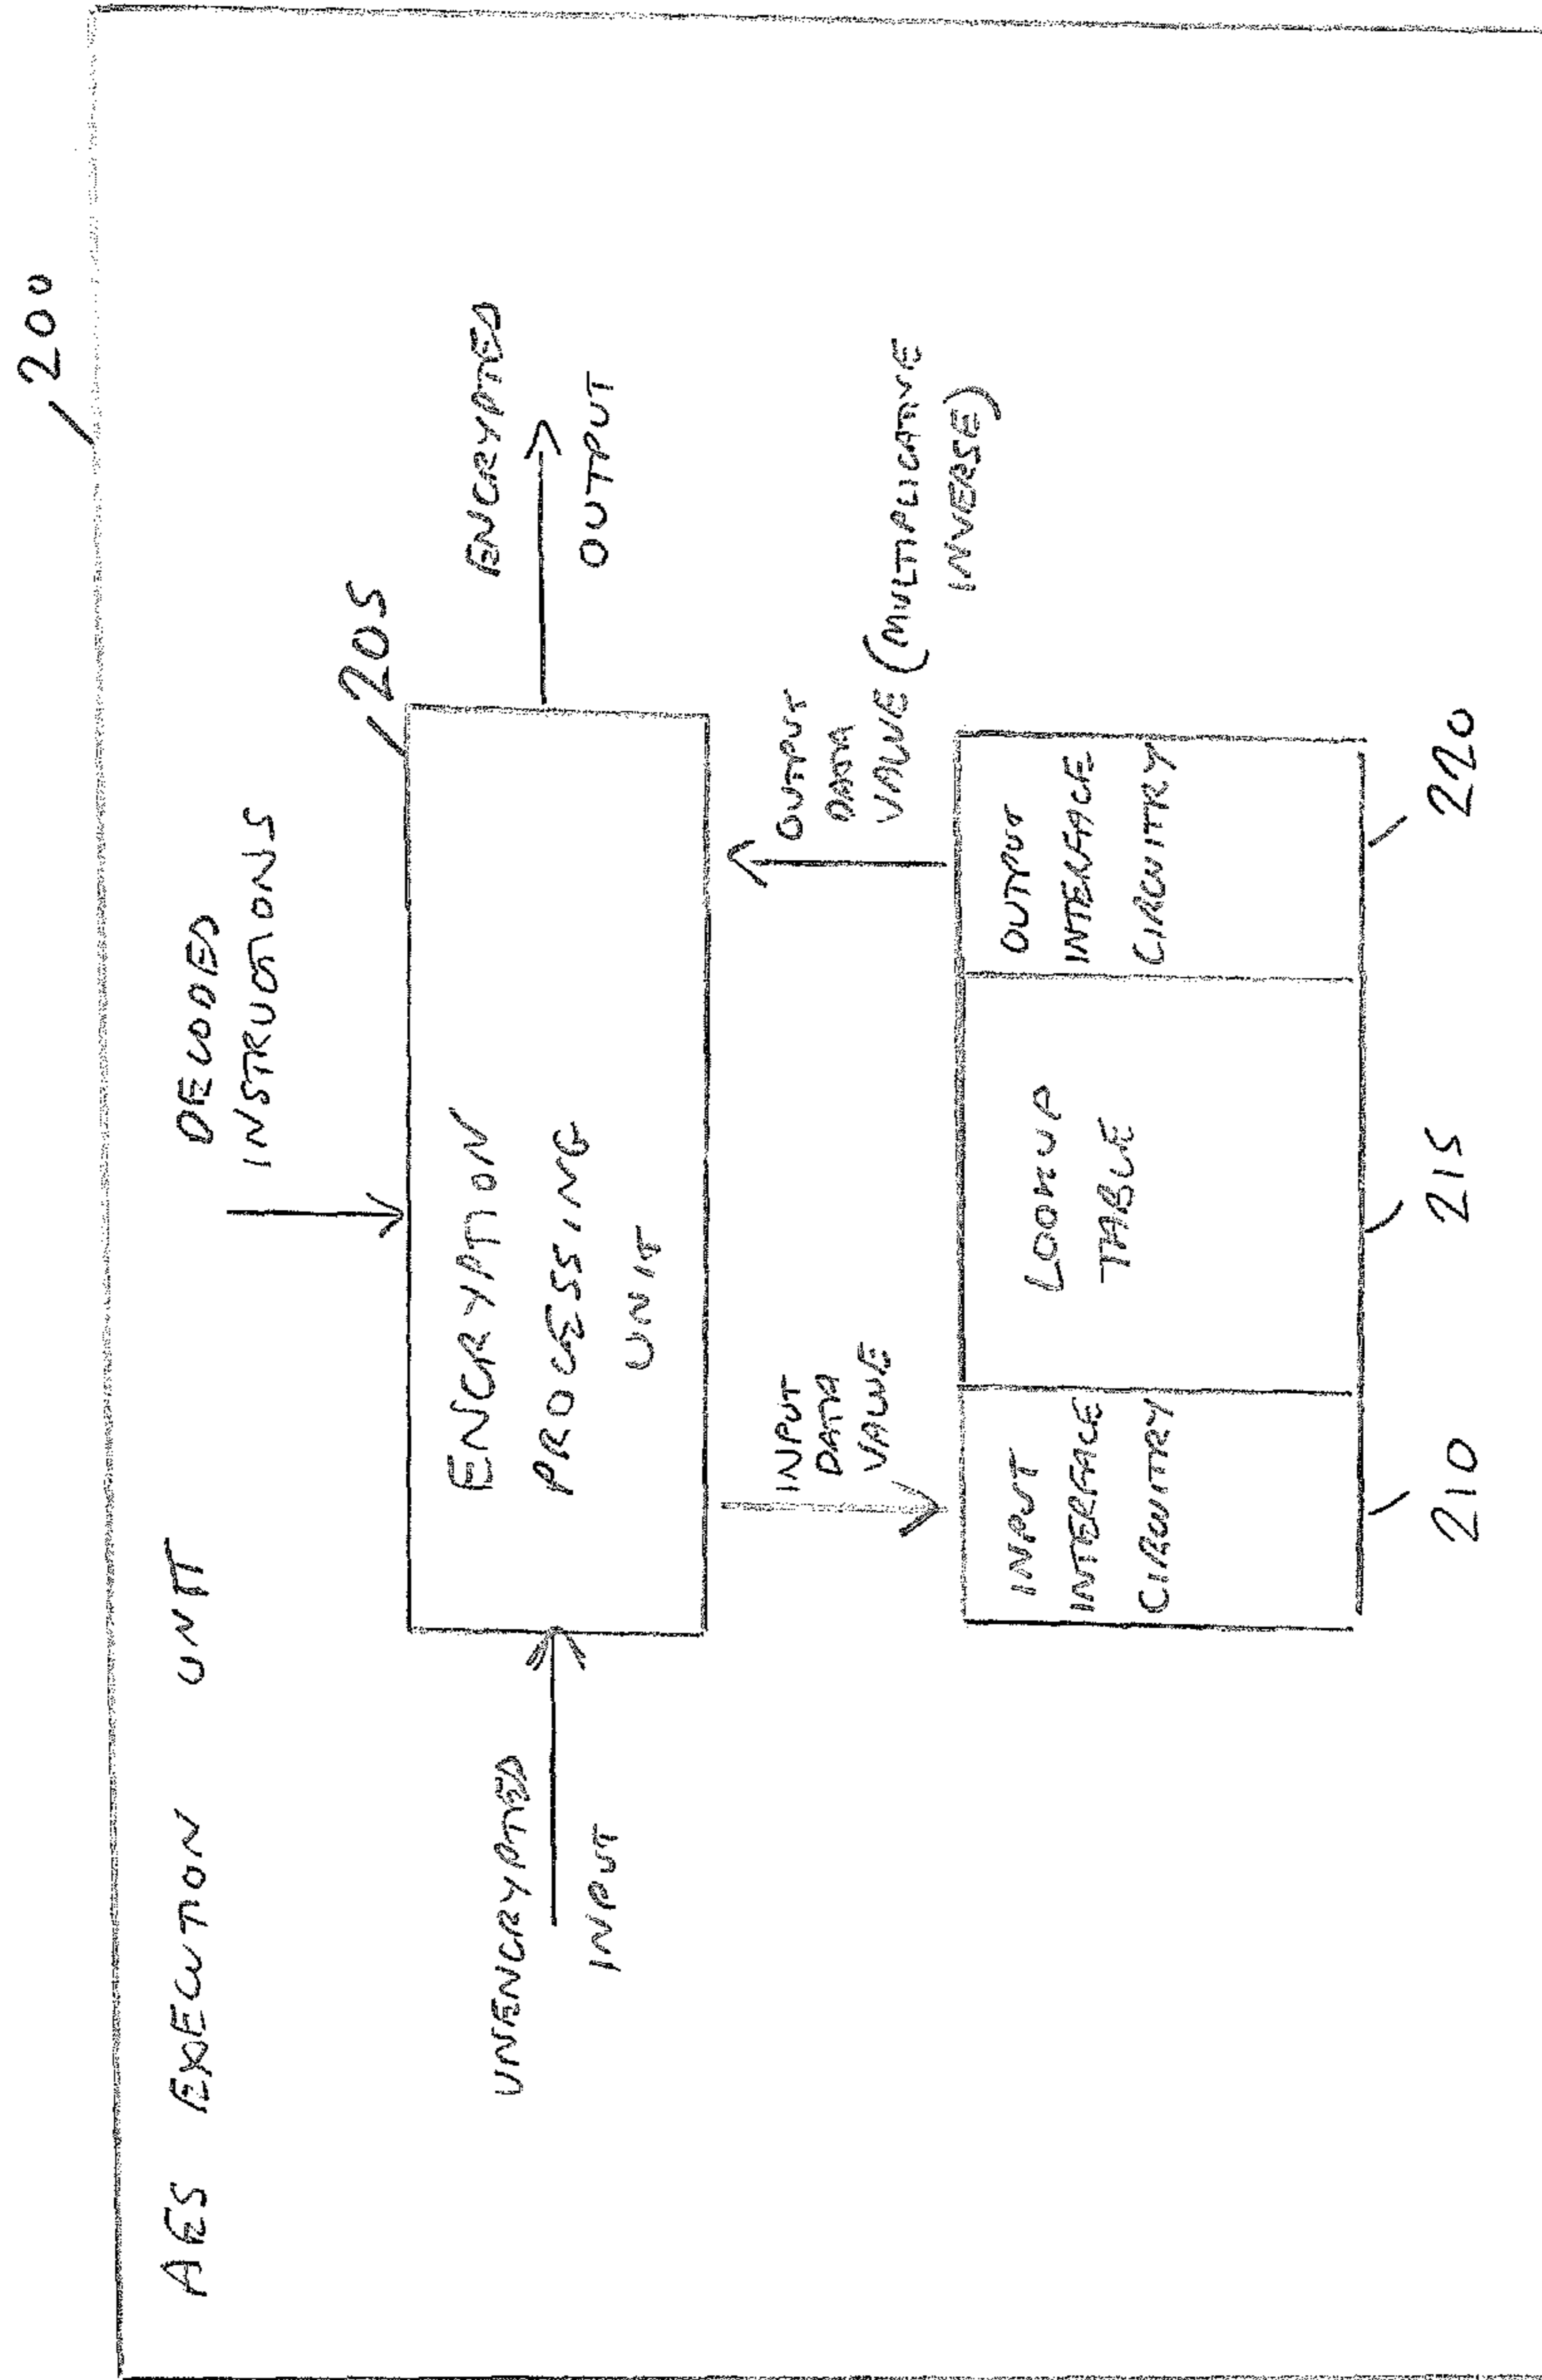 200
AES EXECUTION UNIT
DECODED
INSTRUCTIONS
205
UNENCRYPTED
INPUT
ENCRYPTION
PROCESSING
UNIT
ENCRYPTED
OUTPUT
INPUT
DATA
VALUE
OUTPUT
DATA
VALUE (MULTIPLICATIVE
INVERSE)
INPUT
INTERFACE
CIRCUITRY
LOOKUP
TABLE
OUTPUT
INTERFACE
CIRCUITRY
210
215
220